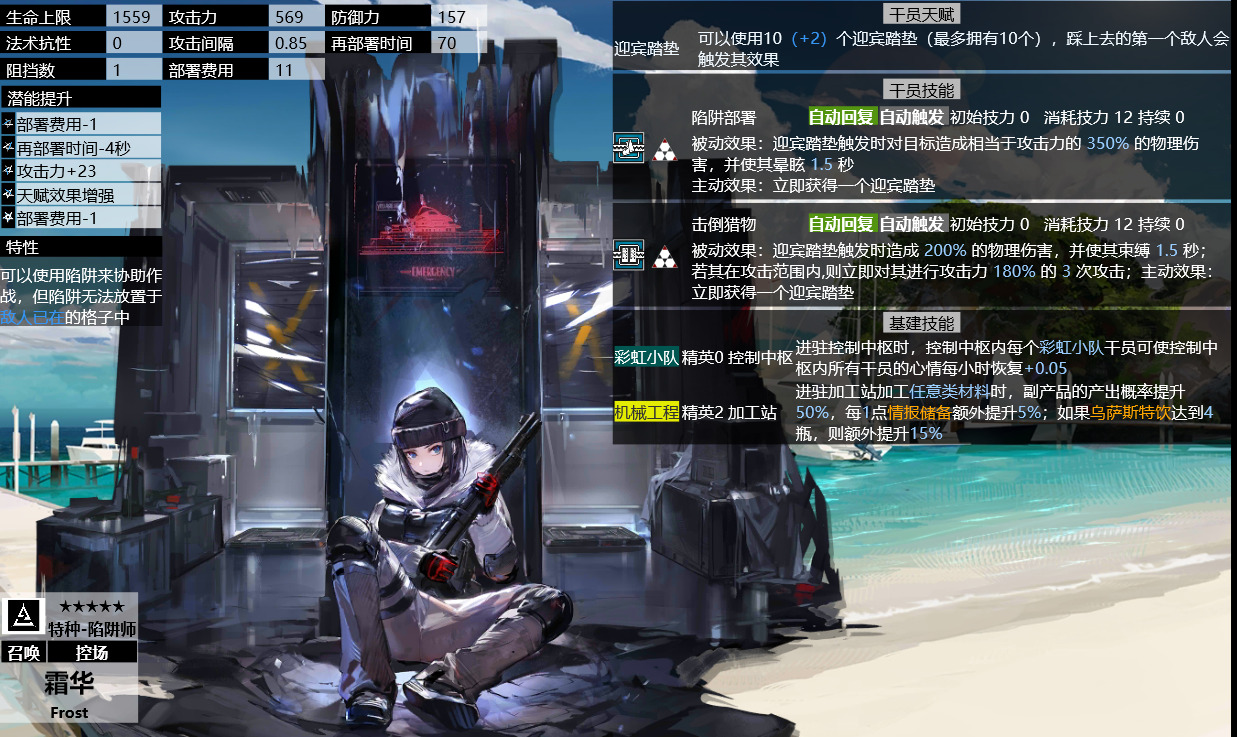 生命上限 1559 攻击力 569 防御力 157
法术抗性 0 攻击间隔 0.85 再部署时间 70
阻挡数 1 部署费用 11
潜能提升
部署费用-1
再部署时间-4秒
攻击力+23
天赋效果增强
部署费用-1
特性
可以使用陷阱来协助作
战，但陷阱无法放置于
敌人已在的格子中
EMERGENCY
★★★★★
特种-陷阱师
召唤 控场
霜华
Frost
干员天赋
迎宾踏垫
可以使用10（+2）个迎宾踏垫（最多拥有10个），踩上去的第一个敌人会
触发其效果
干员技能
陷阱部署 自动回复 自动触发 初始技力 0 消耗技力 12 持续 0
被动效果：迎宾踏垫触发时对目标造成相当于攻击力的 350% 的物理伤
害，并使其晕眩 1.5 秒
主动效果：立即获得一个迎宾踏垫
击倒猎物 自动回复 自动触发 初始技力 0 消耗技力 12 持续 0
被动效果：迎宾踏垫触发时造成 200% 的物理伤害，并使其束缚 1.5 秒；
若其在攻击范围内,则立即对其进行攻击力 180% 的 3 次攻击；主动效果：
立即获得一个迎宾踏垫
基建技能
彩虹小队 精英0 控制中枢
进驻控制中枢时，控制中枢内每个彩虹小队干员可使控制中
枢内所有干员的心情每小时恢复+0.05
机械工程 精英2 加工站
进驻加工站加工任意类材料时，副产品的产出概率提升
50%，每1点情报储备额外提升5%；如果乌萨斯特饮达到4
瓶，则额外提升15%